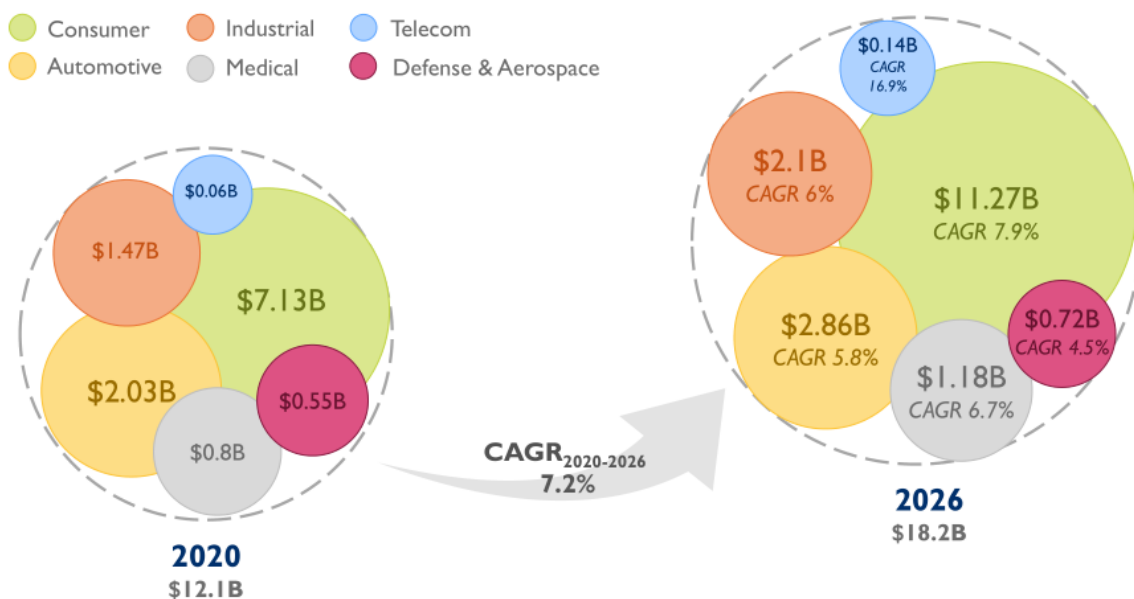 Consumer
Industrial
Telecom
Automotive
Medical
Defense & Aerospace
$0.06B
$1.47B
$7.13B
$2.03B
$0.55B
$0.8B
2020
$12.1B
CAGR2020-2026
7.2%
$0.14B
CAGR
16.9%
$2.1B
CAGR 6%
$11.27B
CAGR 7.9%
$2.86B
CAGR 5.8%
$0.72B
CAGR 4.5%
$1.18B
CAGR 6.7%
2026
$18.2B